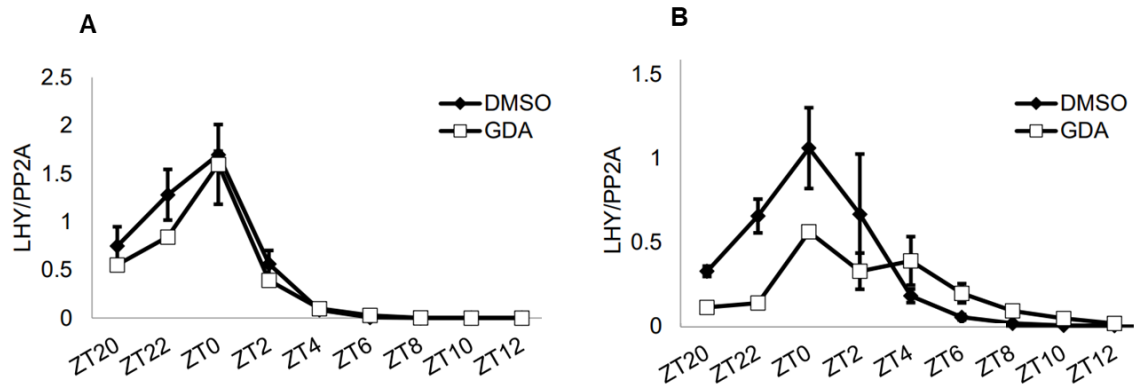 A
LHY/PP2A
2.5
2
1.5
1
0.5
0
DMSO
GDA
ZT20 ZT22 ZT0 ZT2 ZT4 ZT6 ZT8 ZT10 ZT12
B
LHY/PP2A
1.5
1
0.5
0
DMSO
GDA
ZT20 ZT22 ZT0 ZT2 ZT4 ZT6 ZT8 ZT10 ZT12